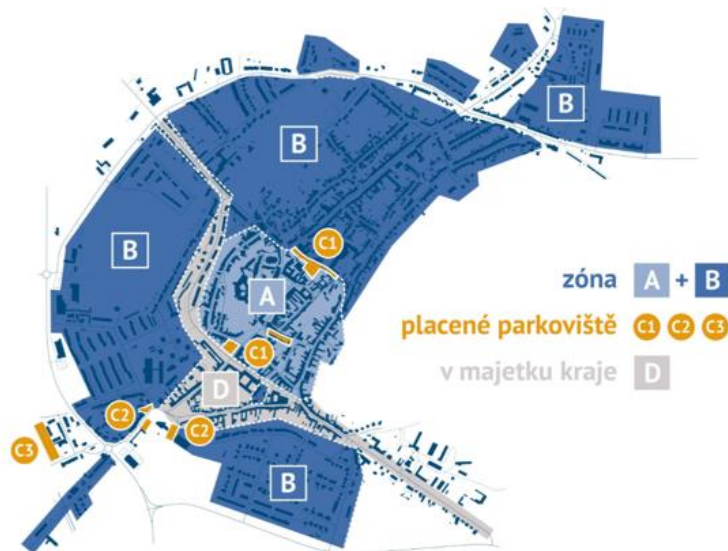 B
B
C1
B
A
zóna A + B
C1
placené parkoviště C1 C2 C3
D
v majetku kraje D
C2
C2
C3
B